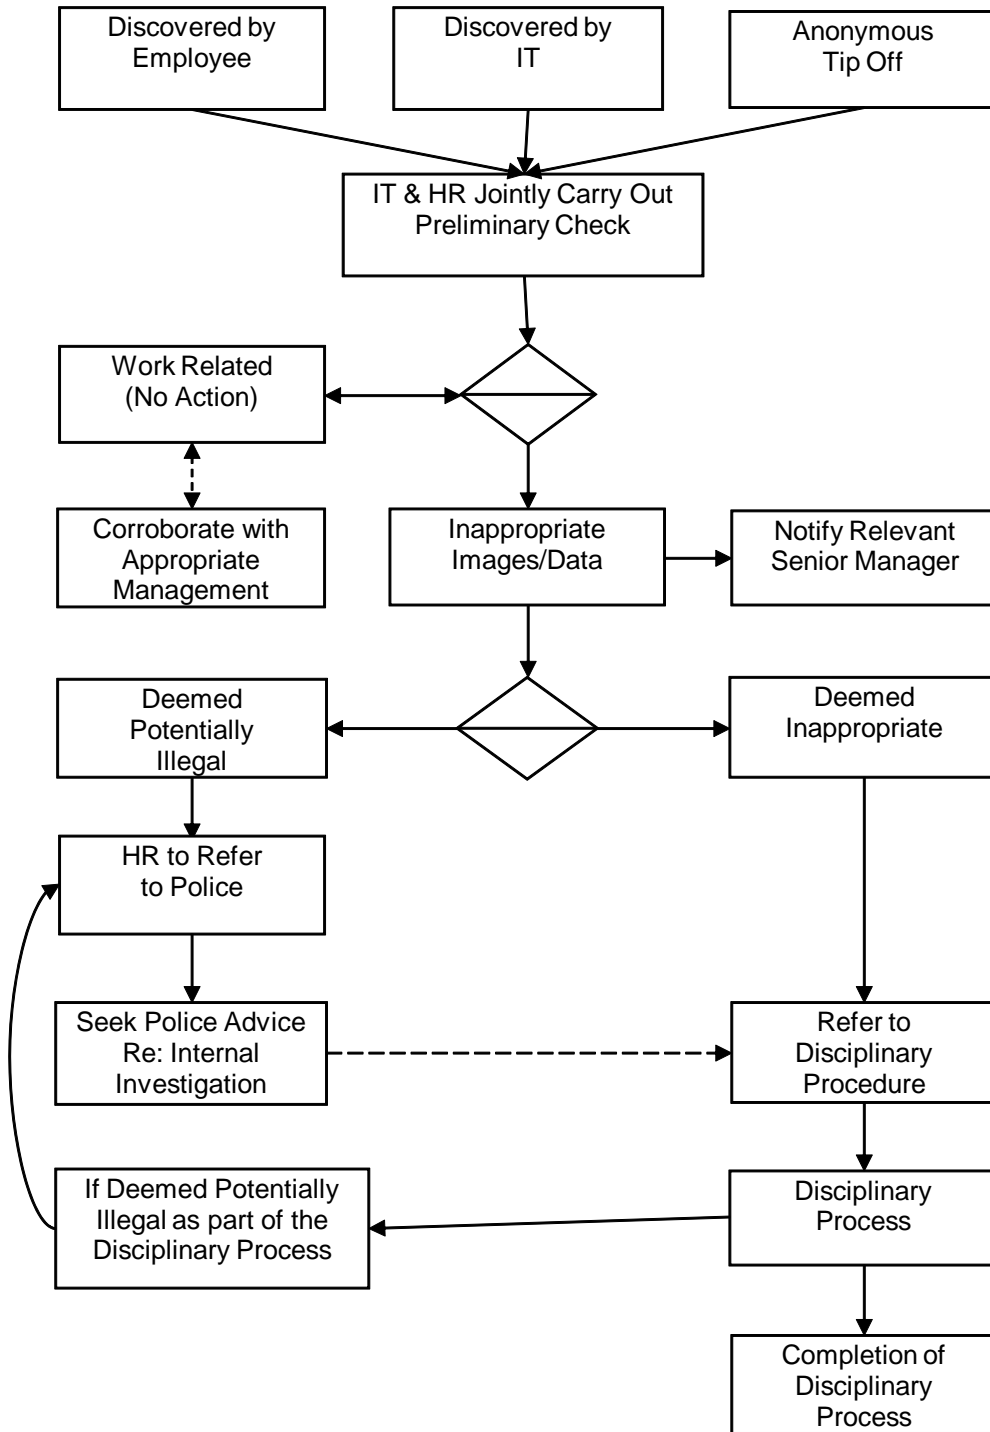 Discovered by
Employee
Discovered by
IT
Anonymous
Tip Off
IT & HR Jointly Carry Out
Preliminary Check
Work Related
(No Action)
Corroborate with
Appropriate
Management
Inappropriate
Images/Data
Notify Relevant
Senior Manager
Deemed
Potentially
Illegal
Deemed
Inappropriate
HR to Refer
to Police
Seek Police Advice
Re: Internal
Investigation
Refer to
Disciplinary
Procedure
If Deemed Potentially
Illegal as part of the
Disciplinary Process
Disciplinary
Process
Completion of
Disciplinary
Process